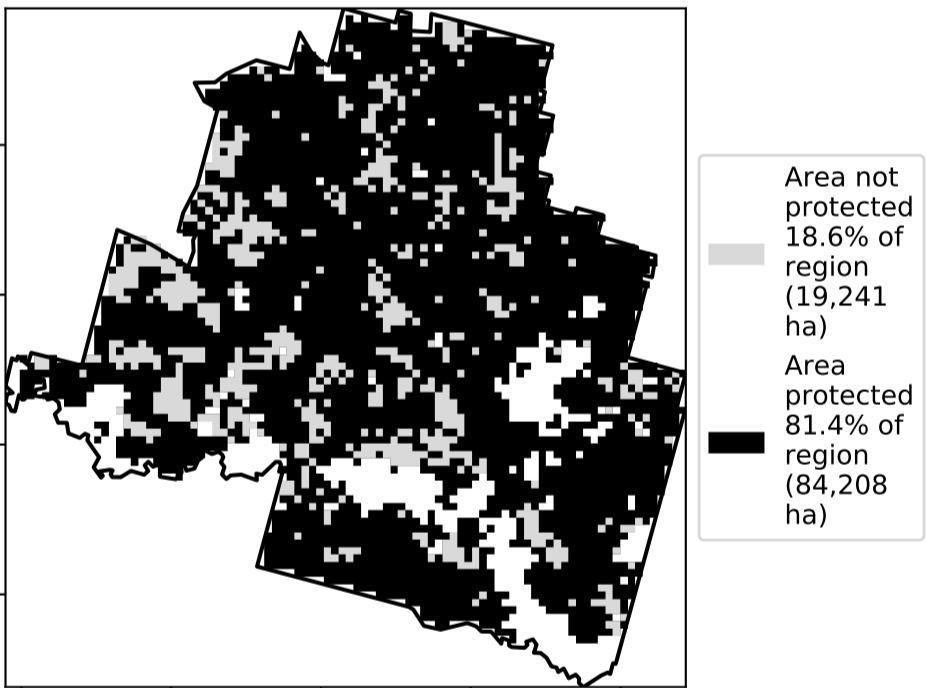 Area not
protected
18.6% of
region
(19,241
ha)
Area
protected
81.4% of
region
(84,208
ha)